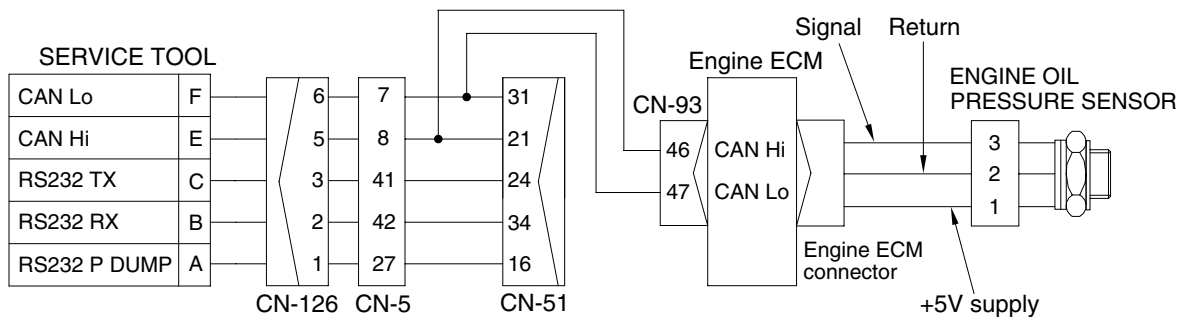 Signal Return
SERVICE TOOL
Engine ECM
ENGINE OIL
PRESSURE SENSOR
CN-93
CAN Lo F 6 7 31
CAN Hi E 5 8 21
RS232 TX C 3 41 24
RS232 RX B 2 42 34
RS232 P DUMP A 1 27 16
CN-126 CN-5 CN-51
46 CAN Hi
47 CAN Lo
3
2
1
Engine ECM
connector
+5V supply